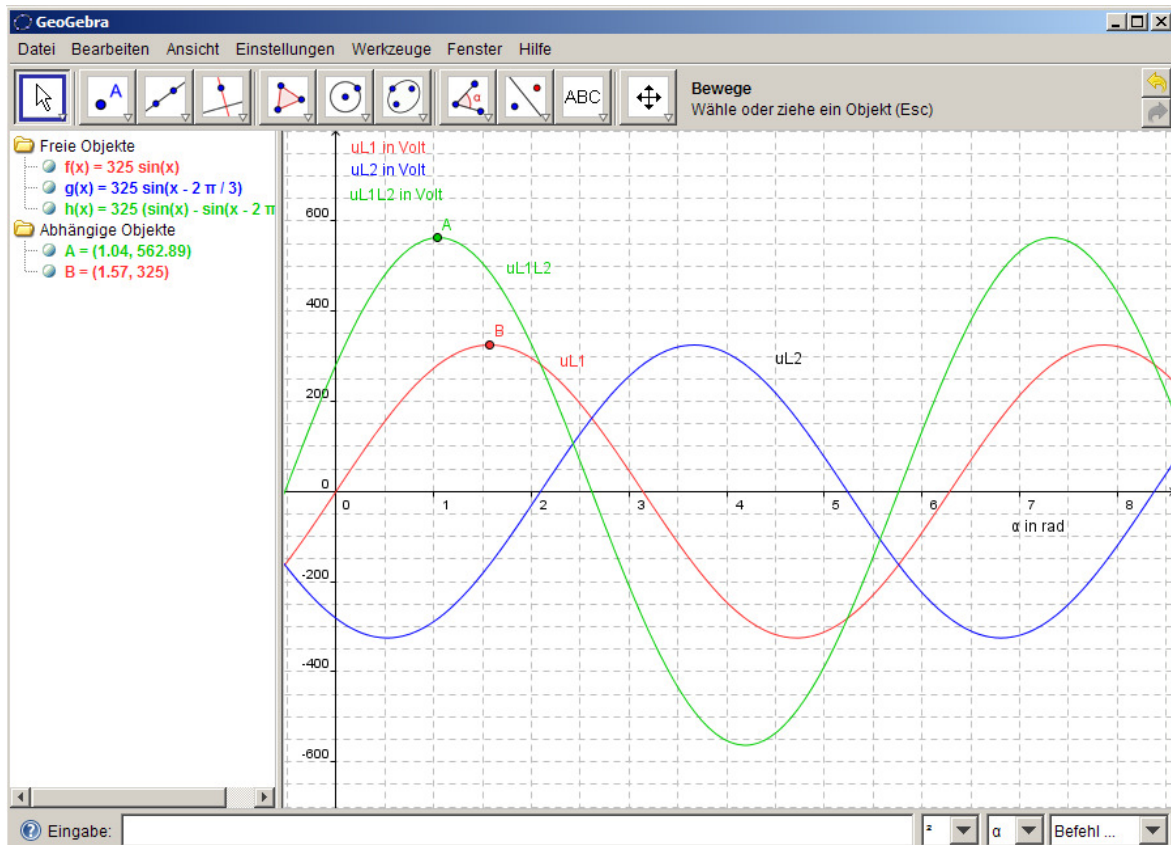 GeoGebra
Datei Bearbeiten Ansicht Einstellungen Werkzeuge Fenster Hilfe
A
α
ABC
Bewege
Wähle oder ziehe ein Objekt (Esc)
Freie Objekte
f(x) = 325 sin(x)
g(x) = 325 sin(x - 2 π / 3)
h(x) = 325 (sin(x) - sin(x - 2 π
Abhängige Objekte
A = (1.04, 562.89)
B = (1.57, 325)
uL1 in Volt
uL2 in Volt
uL1L2 in Volt
600
A
uL1L2
400
B
uL1
uL2
200
0
0 1 2 3 4 5 6 7 8
α in rad
-200
-400
-600
Eingabe:
²
α
Befehl ...